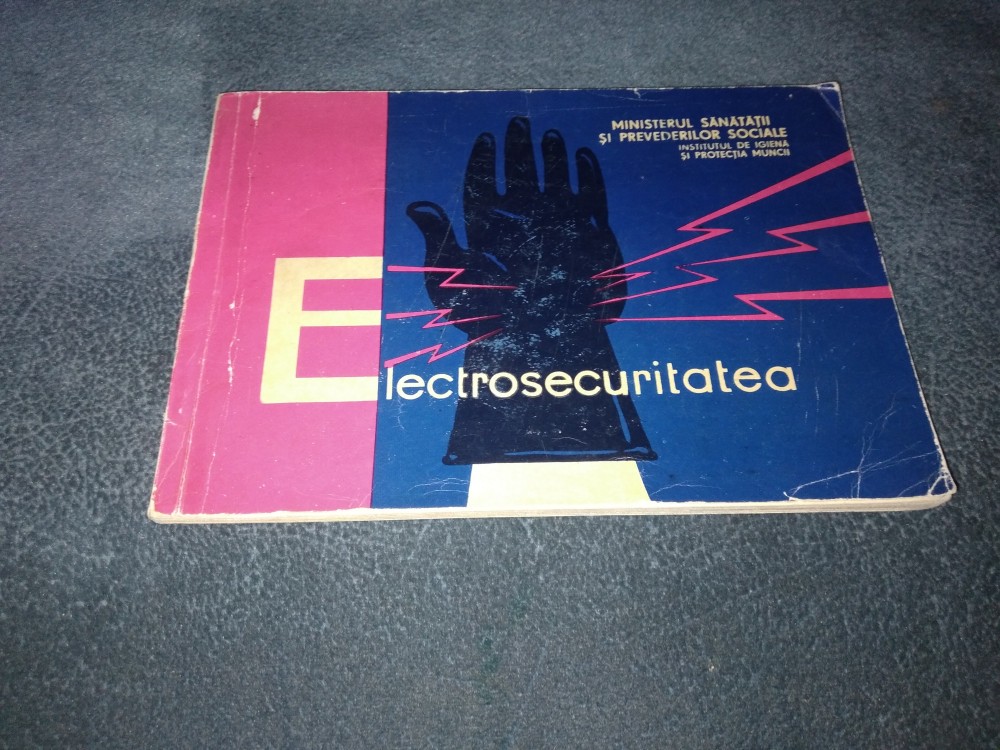 MINISTERUL SĂNĂTĂȚII
ȘI PREVEDERILOR SOCIALE
INSTITUTUL DE IGIENĂ
ȘI PROTECȚIA MUNCII
Electrosecuritatea